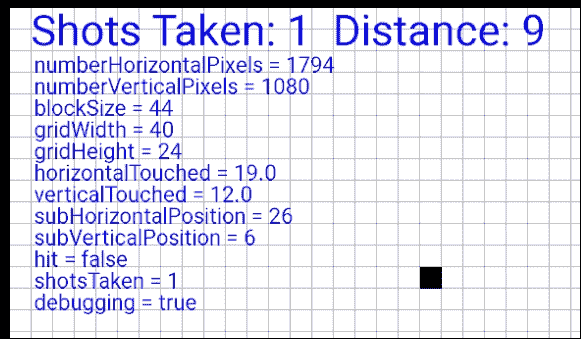 Shots Taken: 1 Distance: 9
numberHorizontalPixels = 1794
numberVerticalPixels = 1080
blockSize = 44
gridWidth = 40
gridHeight = 24
horizontalTouched = 19.0
verticalTouched = 12.0
subHorizontalPosition = 26
subVerticalPosition = 6
hit = false
shotsTaken = 1
debugging = true